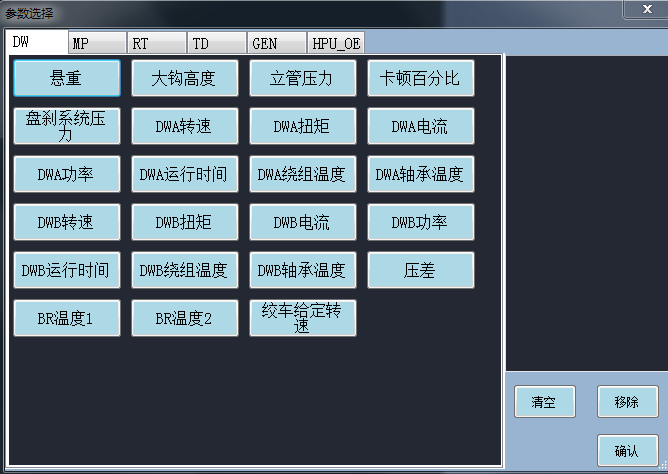 参数选择
DW
MP
RT
TD
GEN
HPU_OE
悬重
大钩高度
立管压力
卡顿百分比
盘刹系统压
力
DWA转速
DWA扭矩
DWA电流
DWA功率
DWA运行时间
DWA绕组温度
DWA轴承温度
DWB转速
DWB扭矩
DWB电流
DWB功率
DWB运行时间
DWB绕组温度
DWB轴承温度
压差
BR温度1
BR温度2
绞车给定转
速
清空
移除
确认